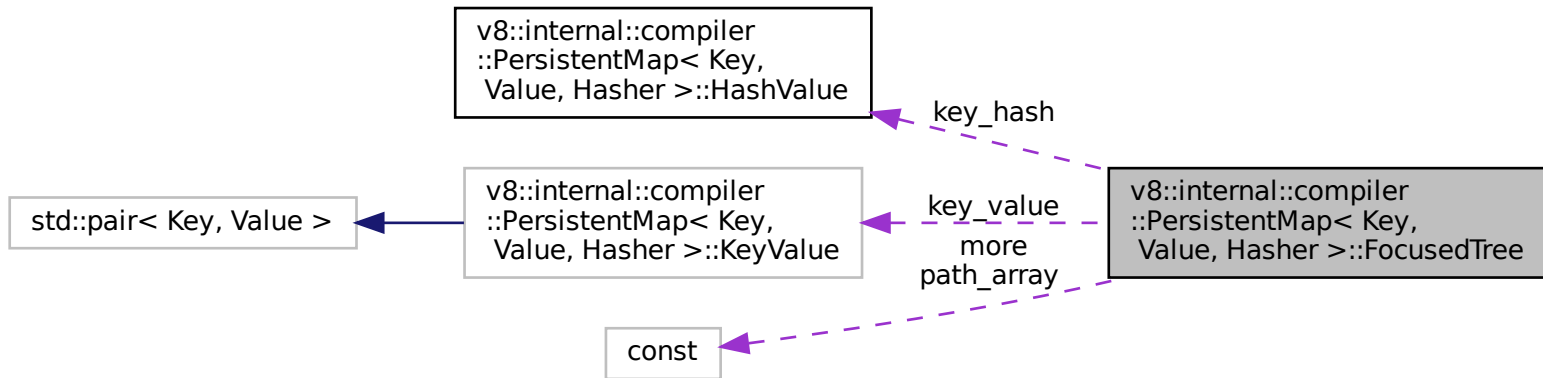 v8::internal::compiler
::PersistentMap< Key,
 Value, Hasher >::HashValue
key_hash
std::pair< Key, Value >
v8::internal::compiler
::PersistentMap< Key,
 Value, Hasher >::KeyValue
key_value
more
path_array
v8::internal::compiler
::PersistentMap< Key,
 Value, Hasher >::FocusedTree
const